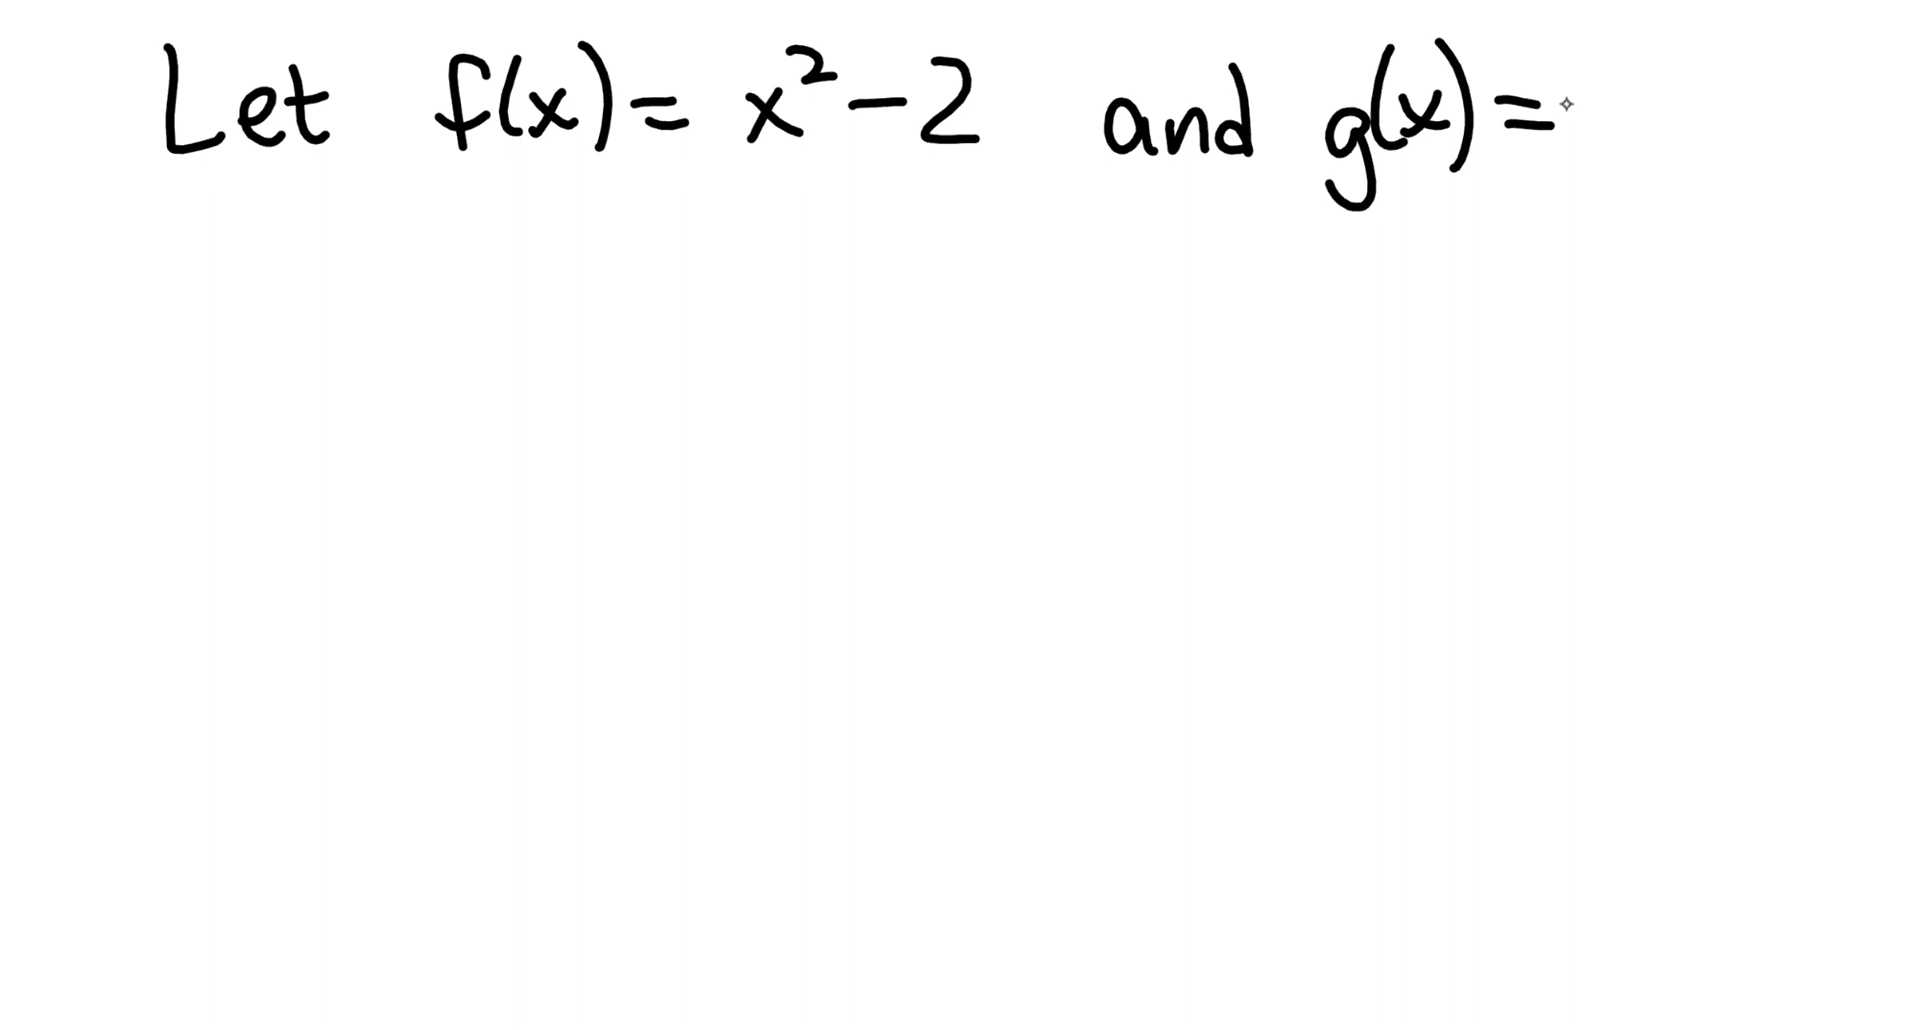 Let f(x) = x² - 2 and g(x) =